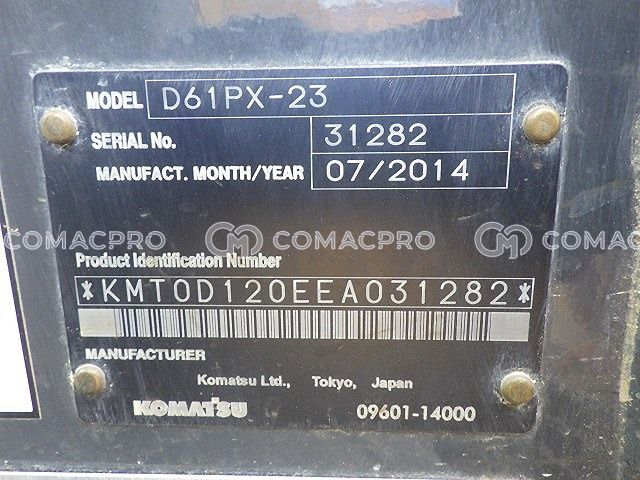 MODEL D61PX-23
SERIAL No. 31282
MANUFACT. MONTH/YEAR 07/2014
COMACPRO COMACPRO COMACPRO
Product Identification Number
*KMT0D120EEA031282*
MANUFACTURER
Komatsu Ltd., Tokyo, Japan
KOMATSU 09601-14000